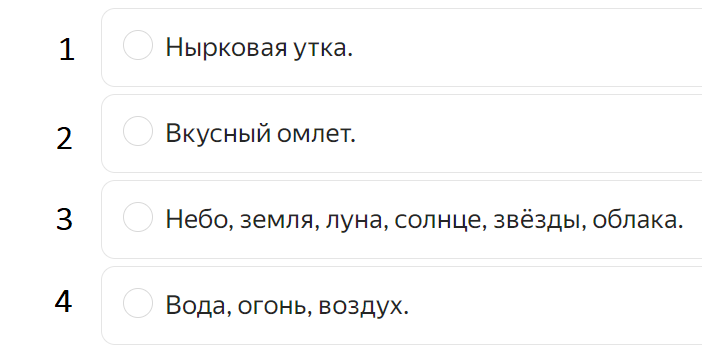 1 Нырковая утка.
2 Вкусный омлет.
3 Небо, земля, луна, солнце, звёзды, облака.
4 Вода, огонь, воздух.